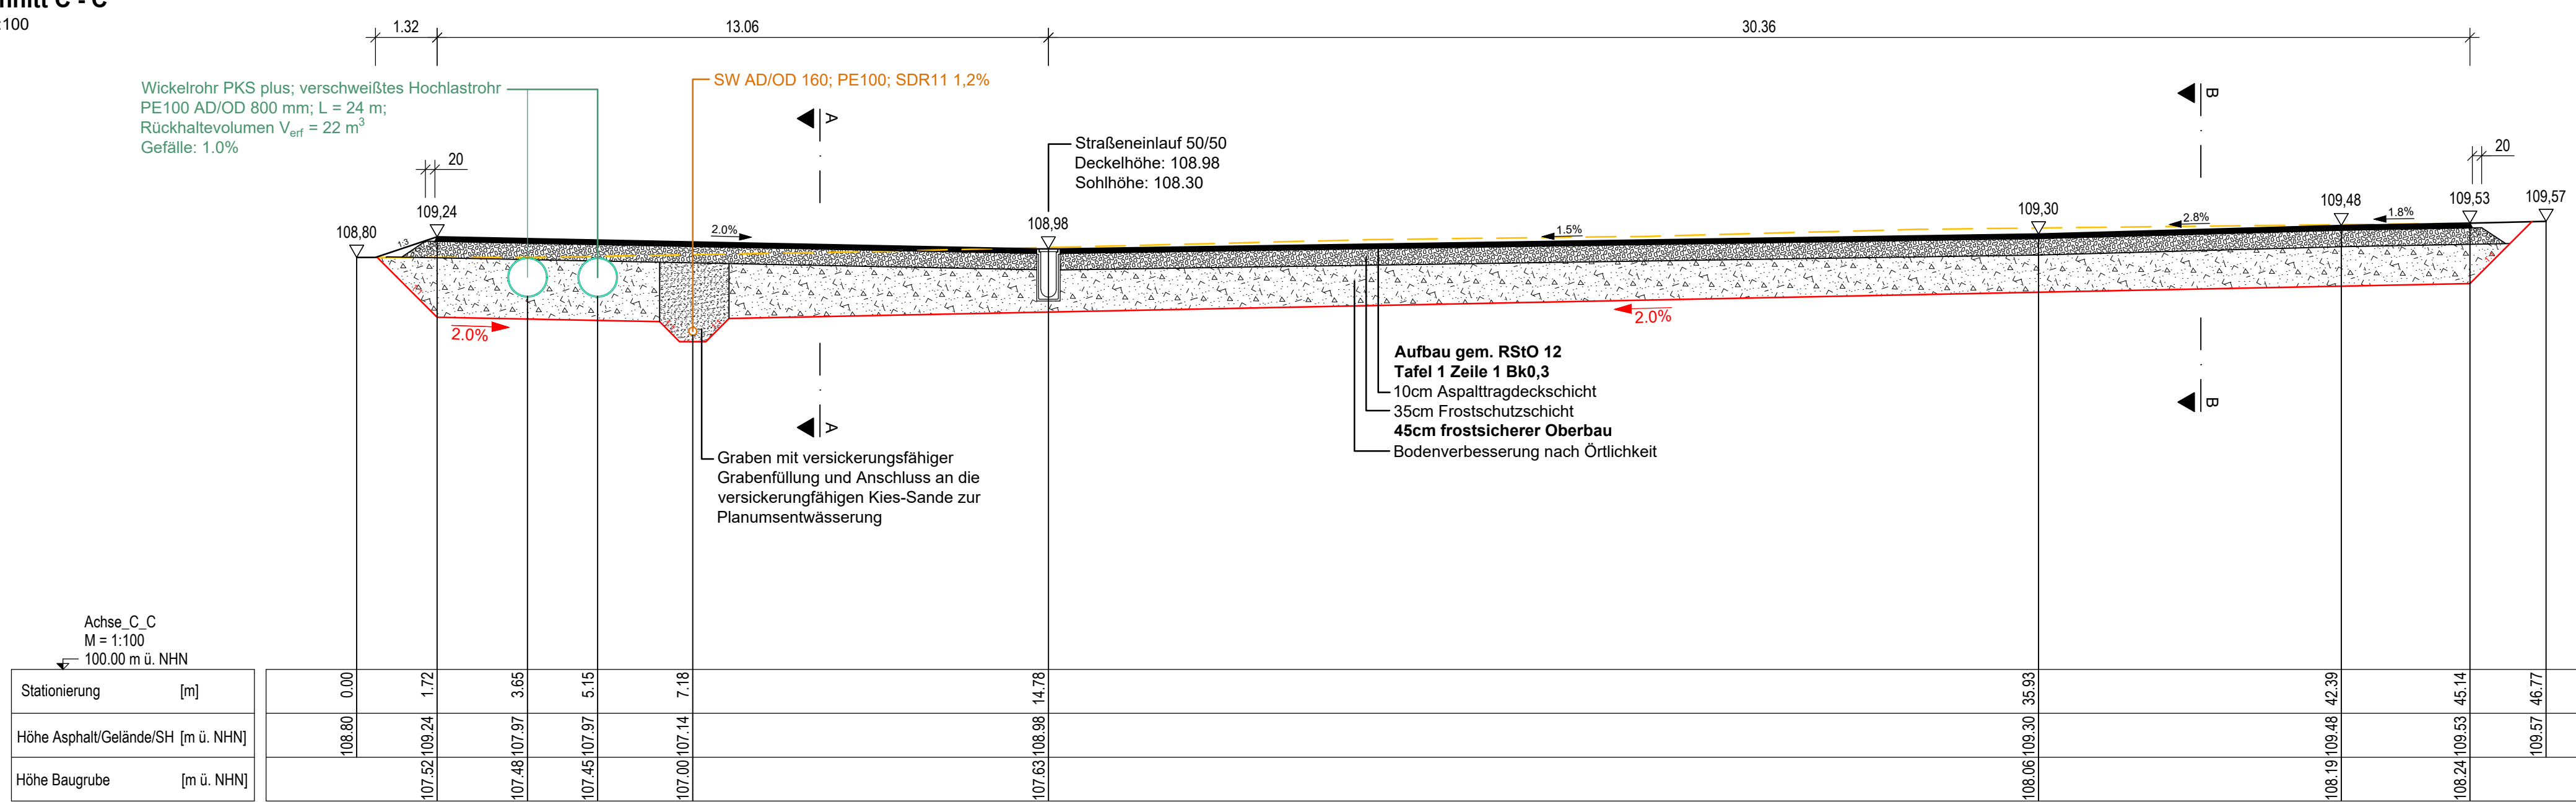 C - C
:100
1.32
13.06
30.36
Wickelrohr PKS plus; verschweißtes Hochlastrohr
PE100 AD/OD 800 mm; L = 24 m;
Rückhaltevolumen Verf = 22 m³
Gefälle: 1.0%
SW AD/OD 160; PE100; SDR11 1,2%
A
B
Straßeneinlauf 50/50
Deckelhöhe: 108.98
Sohlhöhe: 108.30
20
20
108,80
109,24
108,98
109,30
109,48
109,53
109,57
1:3
2.0%
1.5%
2.8%
1.8%
2.0%
2.0%
Aufbau gem. RStO 12
Tafel 1 Zeile 1 Bk0,3
10cm Aspalttragdeckschicht
35cm Frostschutzschicht
45cm frostsicherer Oberbau
Bodenverbesserung nach Örtlichkeit
A
B
Graben mit versickerungsfähiger
Grabenfüllung und Anschluss an die
versickerungfähigen Kies-Sande zur
Planumsentwässerung
Achse_C_C
M = 1:100
100.00 m ü. NHN
Stationierung [m] 0.00 1.72 3.65 5.15 7.18 14.78 35.93 42.39 45.14 46.77
Höhe Asphalt/Gelände/SH [m ü. NHN] 108.80 109.24 107.97 107.97 107.14 108.98 109.30 109.48 109.53 109.57
Höhe Baugrube [m ü. NHN] 107.52 107.48 107.45 107.00 107.63 108.06 108.19 108.24